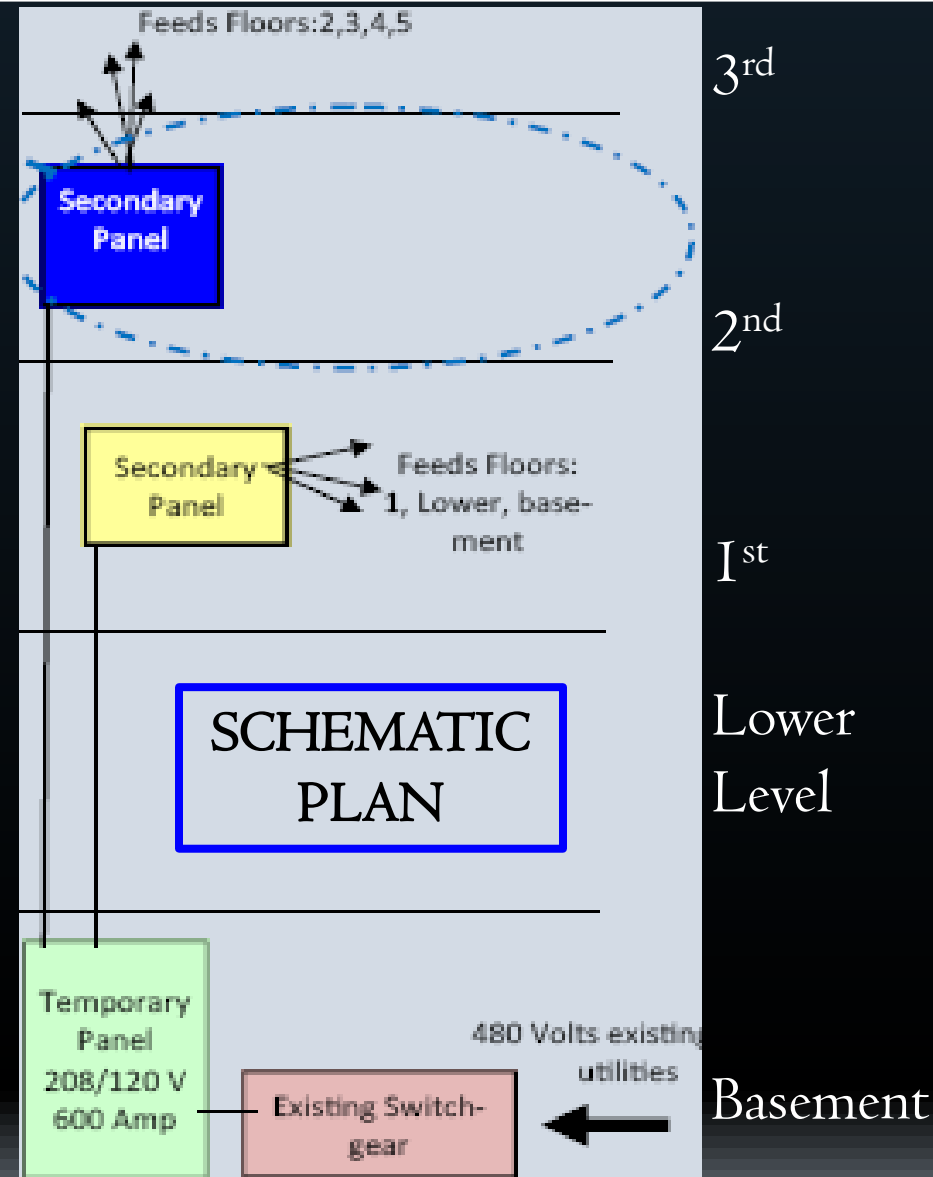 Feeds Floors:2,3,4,5
3rd
Secondary
Panel
2nd
Secondary
Panel
Feeds Floors:
1, Lower, base-
ment
1st
SCHEMATIC
PLAN
Lower
Level
Temporary
Panel
208/120 V
600 Amp
480 Volts existing
utilities
Existing Switch-
gear
Basement